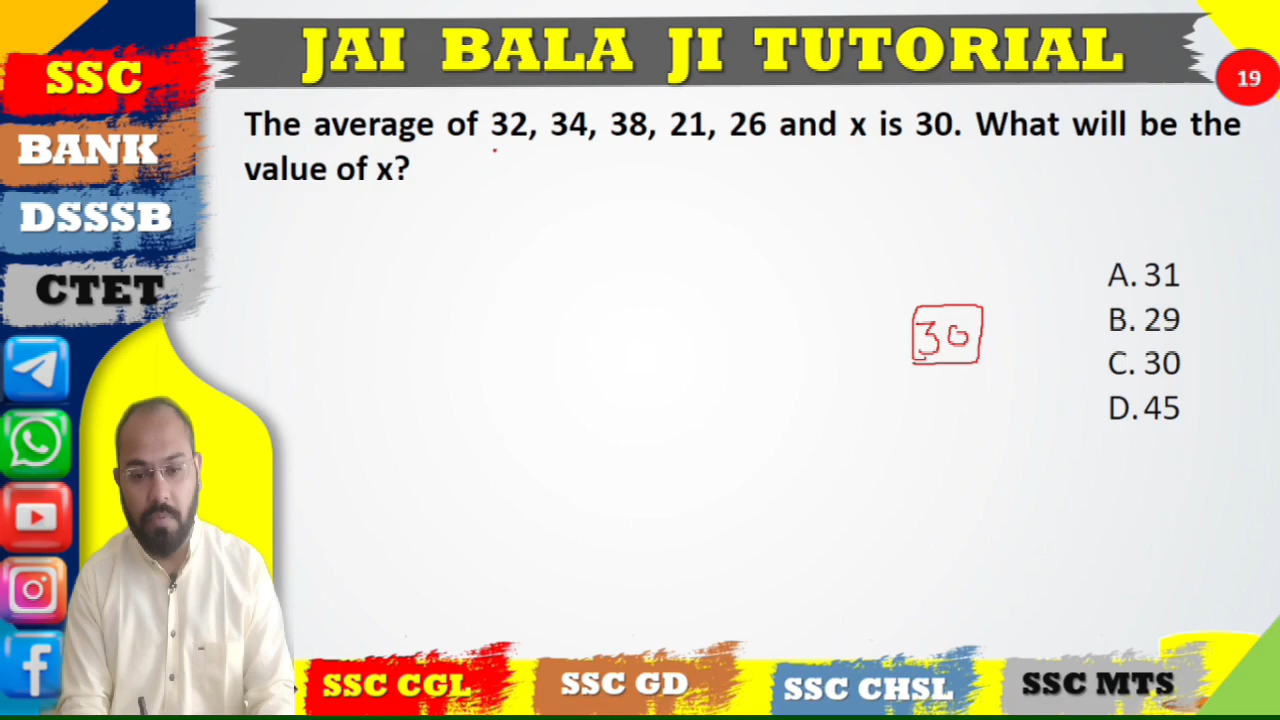 JAI BALA JI TUTORIAL
19
SSC
BANK
DSSSB
CTET
The average of 32, 34, 38, 21, 26 and x is 30. What will be the
value of x?
A. 31
B. 29
C. 30
D. 45
30
SSC CGL
SSC GD
SSC CHSL
SSC MTS